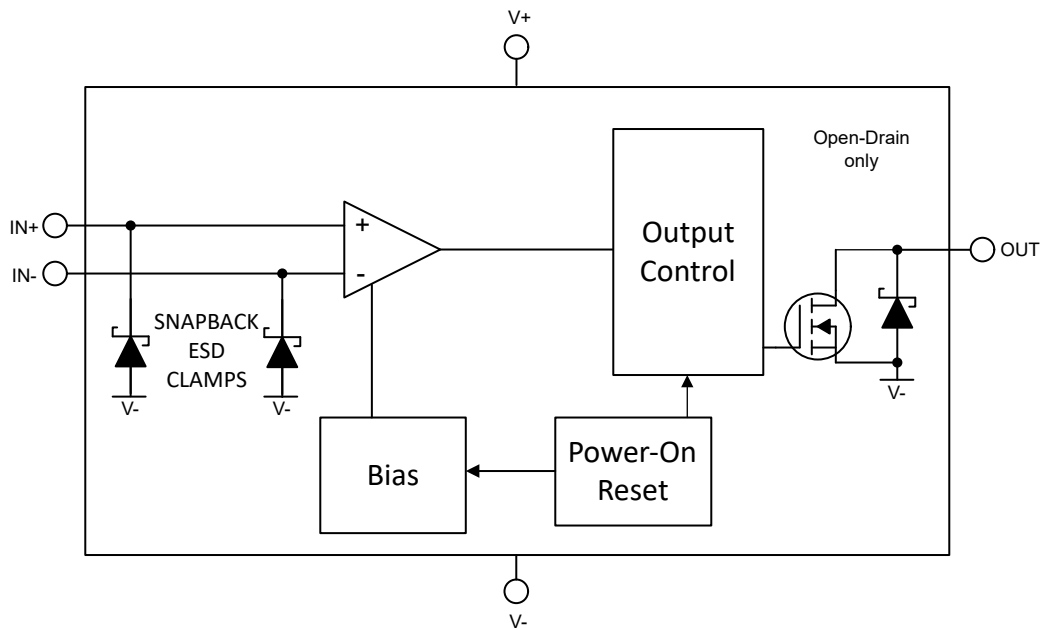 V+
Open-Drain
only
IN+
+
Output
Control
OUT
IN-
-
SNAPBACK
ESD
CLAMPS
V-
V-
V-
Bias
Power-On
Reset
V-